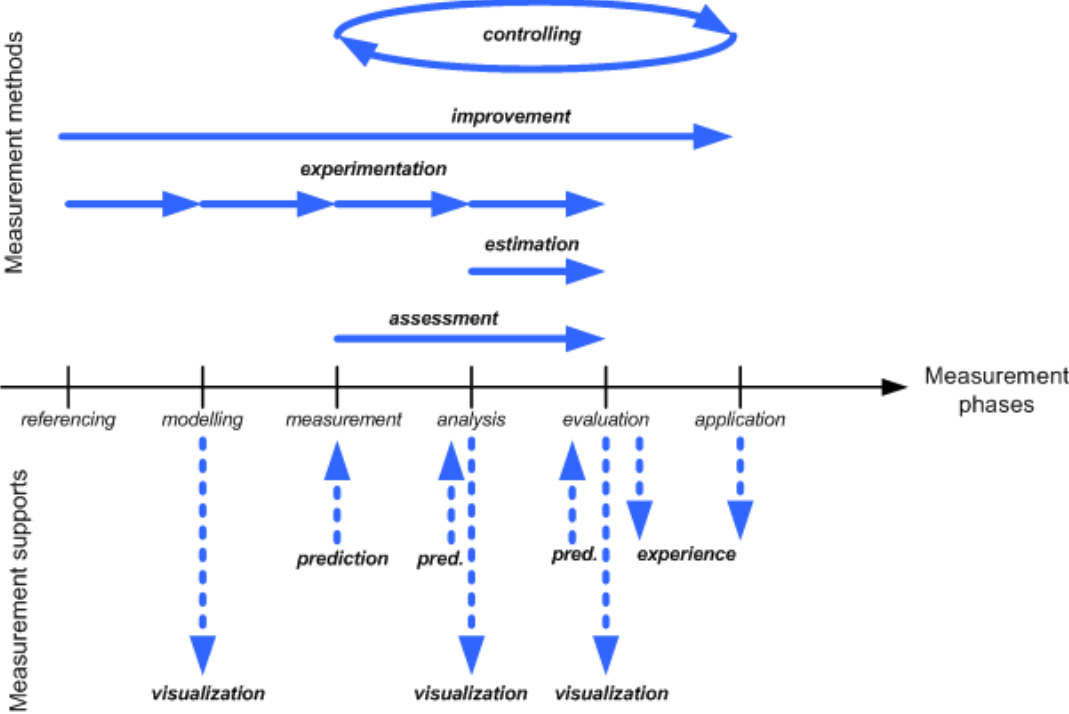 controlling
improvement
experimentation
estimation
assessment
Measurement methods
Measurement
phases
referencing modelling measurement analysis evaluation application
Measurement supports
prediction pred. pred. experience
visualization visualization visualization